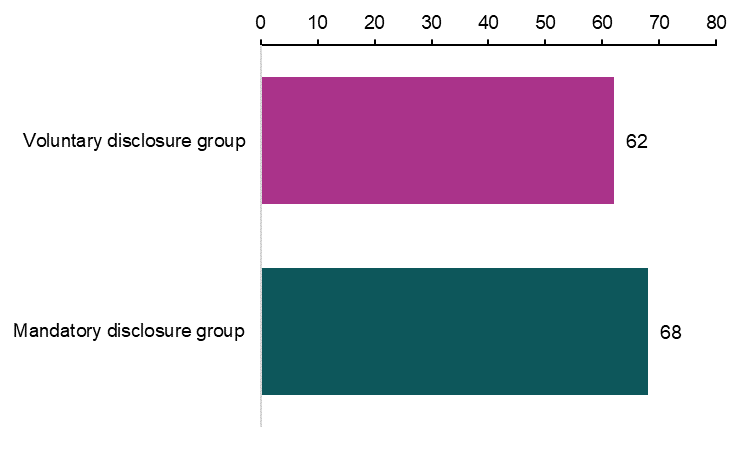 0 10 20 30 40 50 60 70 80
Voluntary disclosure group 62
Mandatory disclosure group 68